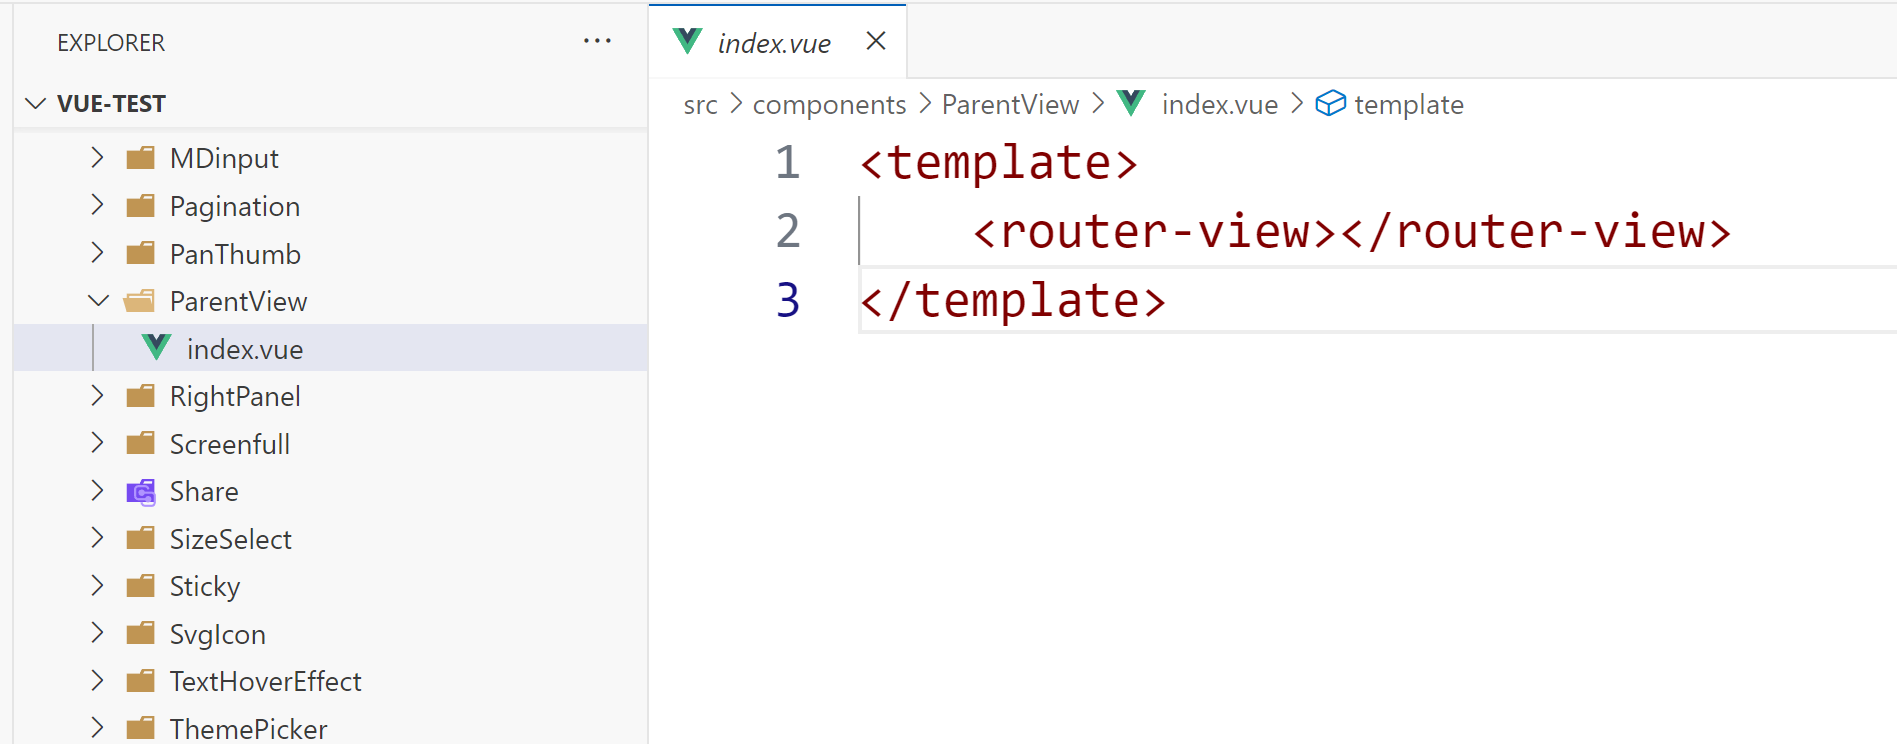 EXPLORER ...
VUE-TEST
MDinput
Pagination
PanThumb
ParentView
index.vue
RightPanel
Screenfull
Share
SizeSelect
Sticky
SvgIcon
TextHoverEffect
ThemePicker
index.vue
src > components > ParentView > index.vue > template
1 <template>
2     <router-view></router-view>
3 </template>